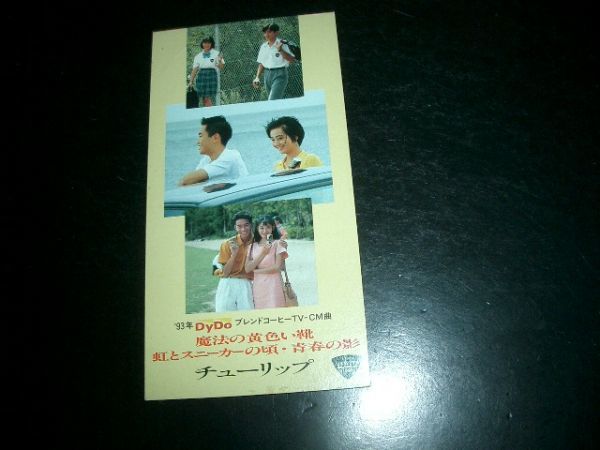 '93年 DyDo ブレンドコーヒーTV-CM曲
魔法の黄色い靴
虹とスニーカーの頃・青春の影
チューリップ